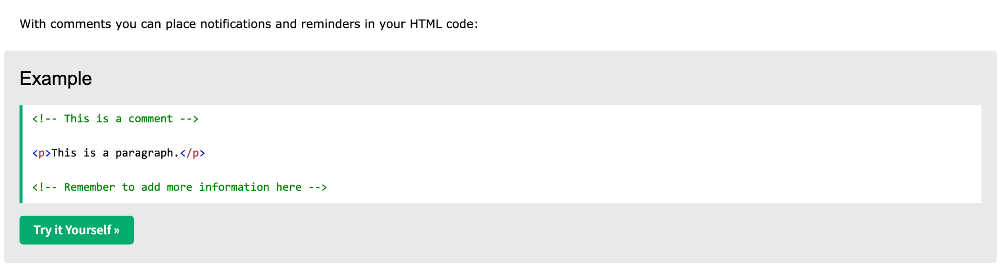 With comments you can place notifications and reminders in your HTML code:
Example
<!-- This is a comment -->
<p>This is a paragraph.</p>
<!-- Remember to add more information here -->
Try it Yourself »